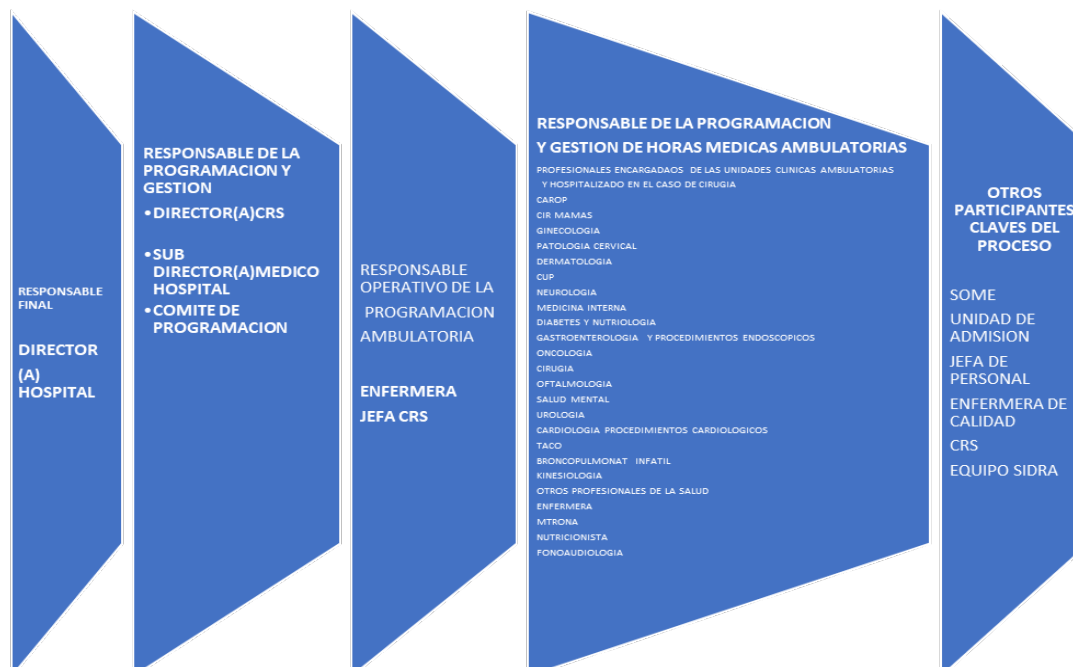 RESPONSABLE
FINAL
DIRECTOR
(A)
HOSPITAL
RESPONSABLE DE LA
PROGRAMACION Y
GESTION
•DIRECTOR(A)CRS
•SUB
DIRECTOR(A)MEDICO
HOSPITAL
•COMITE DE
PROGRAMACION
RESPONSABLE
OPERATIVO DE LA
PROGRAMACION
AMBULATORIA
ENFERMERA
JEFA CRS
RESPONSABLE DE LA PROGRAMACION
Y GESTION DE HORAS MEDICAS AMBULATORIAS
PROFESIONALES ENCARGADAOS DE LAS UNIDADES CLINICAS AMBULATORIAS
Y HOSPITALIZADO EN EL CASO DE CIRUGIA
CAROP
CIR MAMAS
GINECOLOGIA
PATOLOGIA CERVICAL
DERMATOLOGIA
CUP
NEUROLOGIA
MEDICINA INTERNA
DIABETES Y NUTRIOLOGIA
GASTROENTEROLOGIA Y PROCEDIMIENTOS ENDOSCOPICOS
ONCOLOGIA
CIRUGIA
OFTALMOLOGIA
SALUD MENTAL
UROLOGIA
CARDIOLOGIA PROCEDIMIENTOS CARDIOLOGICOS
TACO
BRONCOPULMONAT INFATIL
KINESIOLOGIA
OTROS PROFESIONALES DE LA SALUD
ENFERMERA
MTRONA
NUTRICIONISTA
FONOAUDIOLOGIA
OTROS
PARTICIPANTES
CLAVES DEL
PROCESO
SOME
UNIDAD DE
ADMISION
JEFA DE
PERSONAL
ENFERMERA DE
CALIDAD
CRS
EQUIPO SIDRA